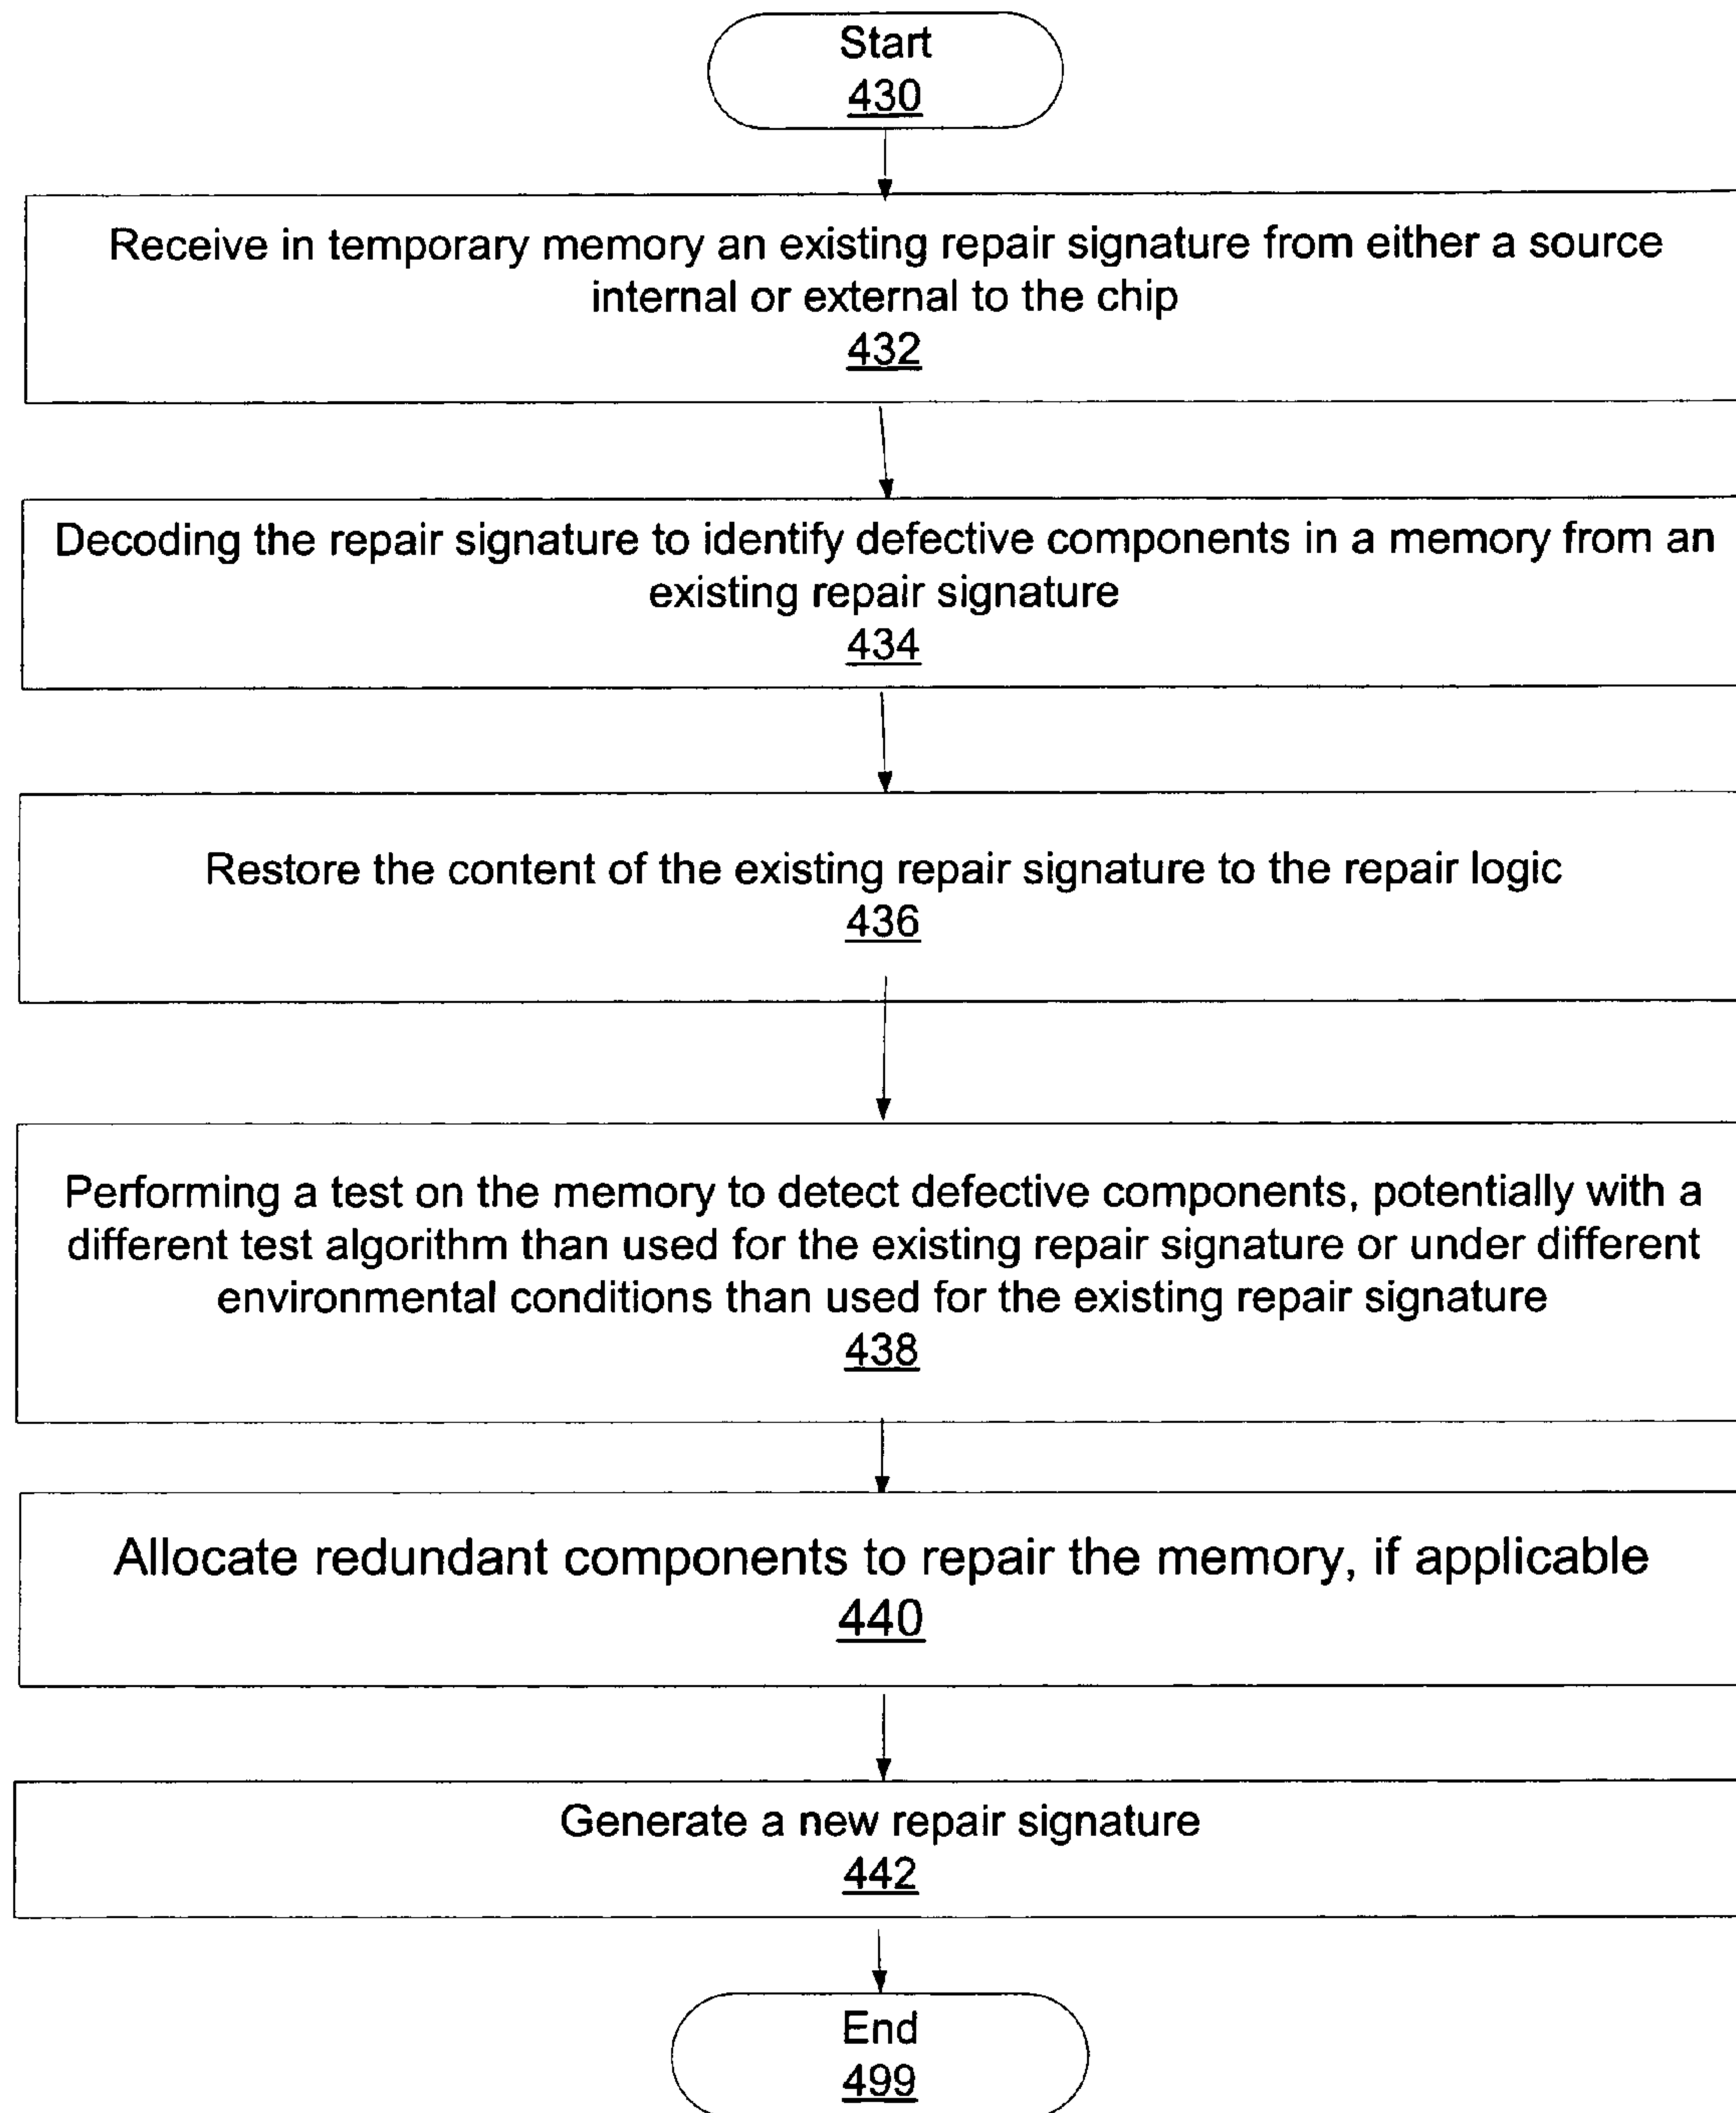 Start
430
Receive in temporary memory an existing repair signature from either a source
internal or external to the chip
432
Decoding the repair signature to identify defective components in a memory from an
existing repair signature
434
Restore the content of the existing repair signature to the repair logic
436
Performing a test on the memory to detect defective components, potentially with a
different test algorithm than used for the existing repair signature or under different
environmental conditions than used for the existing repair signature
438
Allocate redundant components to repair the memory, if applicable
440
Generate a new repair signature
442
End
499